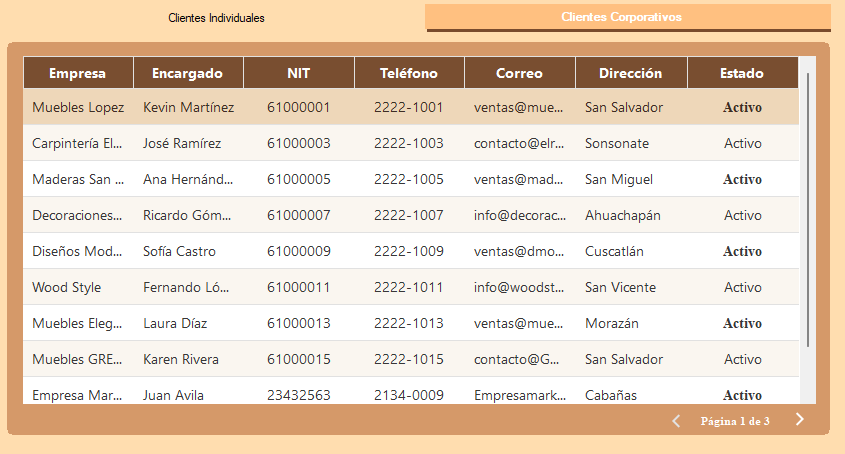 Clientes Individuales Clientes Corporativos
Empresa Encargado NIT Teléfono Correo Dirección Estado
Muebles Lopez Kevin Martínez 61000001 2222-1001 ventas@mue... San Salvador Activo
Carpintería El... José Ramírez 61000003 2222-1003 contacto@elr... Sonsonate Activo
Maderas San ... Ana Hernánd... 61000005 2222-1005 ventas@mad... San Miguel Activo
Decoraciones... Ricardo Góm... 61000007 2222-1007 info@decorac... Ahuachapán Activo
Diseños Mod... Sofía Castro 61000009 2222-1009 ventas@dmo... Cuscatlán Activo
Wood Style Fernando Ló... 61000011 2222-1011 info@woodst... San Vicente Activo
Muebles Eleg... Laura Díaz 61000013 2222-1013 ventas@mue... Morazán Activo
Muebles GRE... Karen Rivera 61000015 2222-1015 contacto@G... San Salvador Activo
Empresa Mar... Juan Avila 23432563 2134-0009 Empresamark... Cabañas Activo
Página 1 de 3